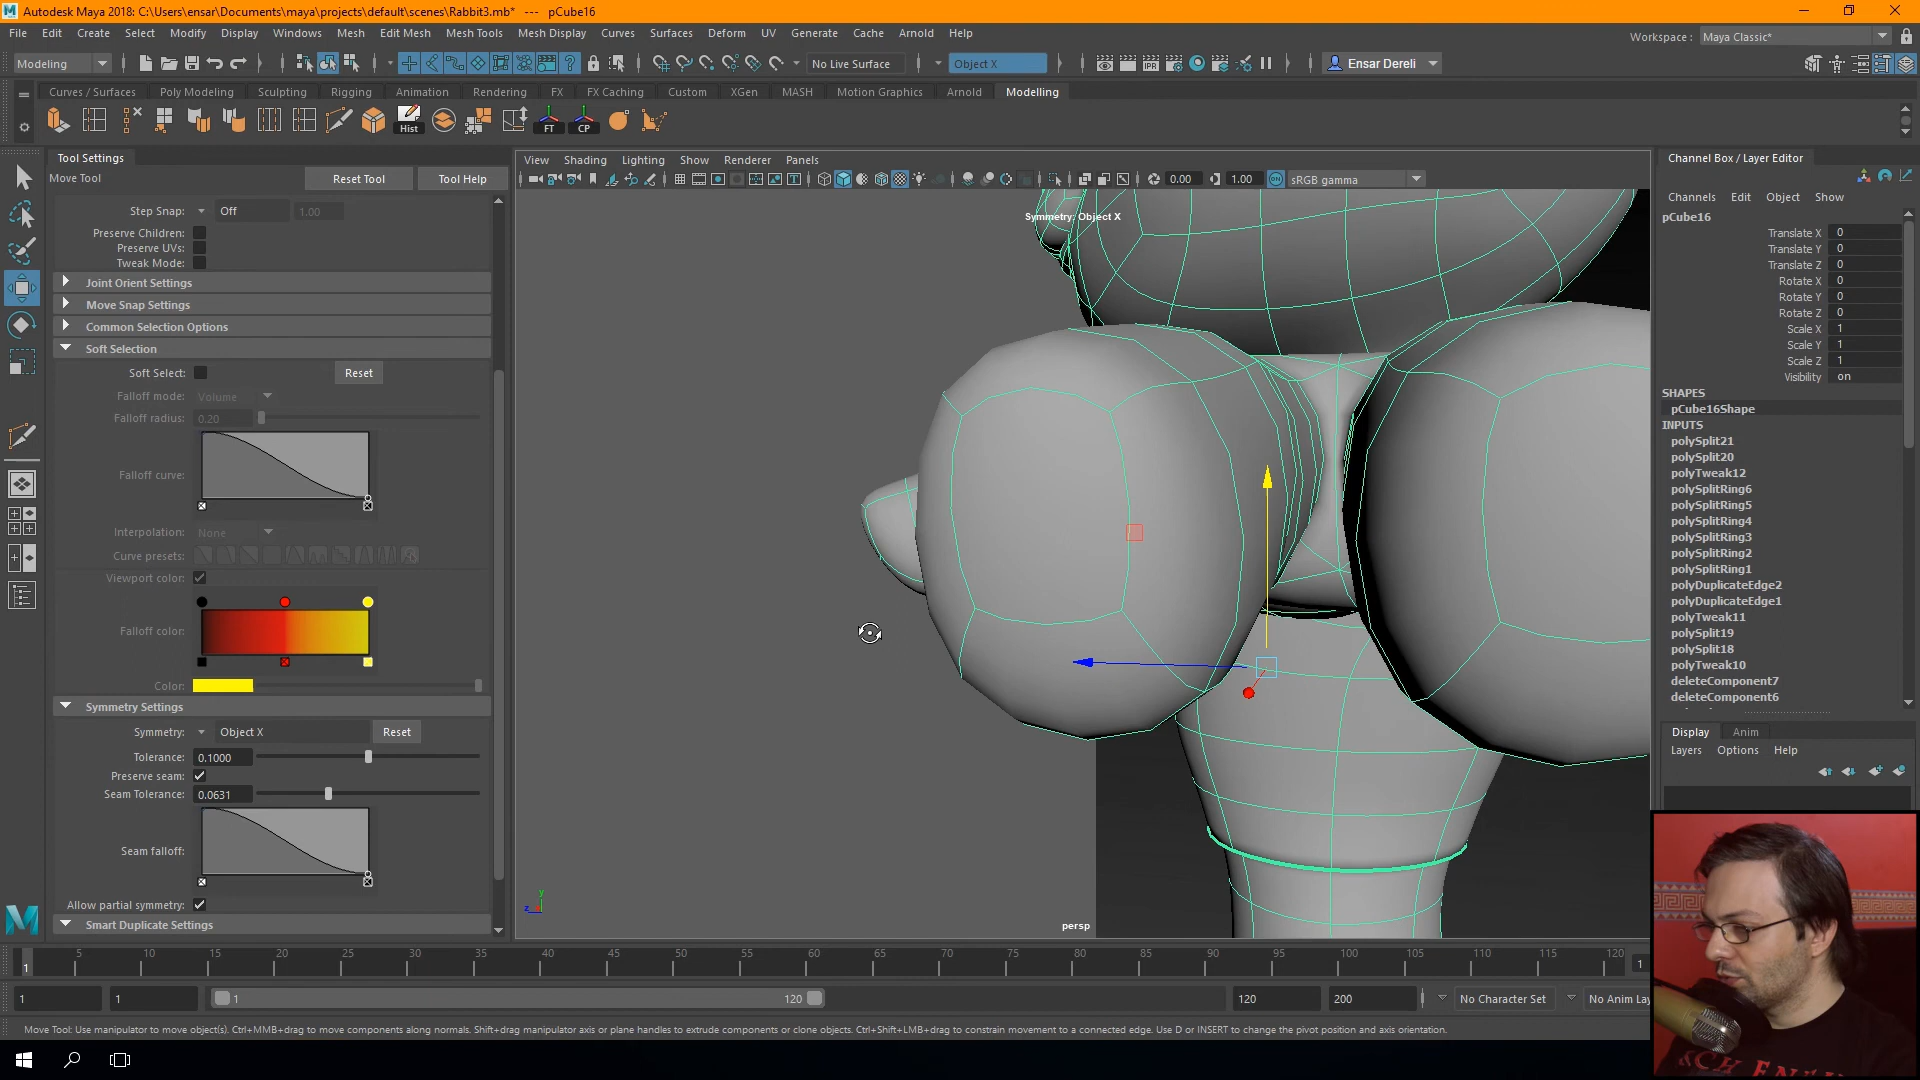 Autodesk Maya 2018: C:\Users\ensar\Documents\maya\projects\default\scenes\Rabbit3.mb* --- pCube16
File Edit Create Select Modify Display Windows Mesh Edit Mesh Mesh Tools Mesh Display Curves Surfaces Deform UV Generate Cache Arnold Help
Workspace : Maya Classic*
Modeling No Live Surface Object X Ensar Dereli
Curves / Surfaces Poly Modeling Sculpting Rigging Animation Rendering FX FX Caching Custom XGen MASH Motion Graphics Arnold Modelling
Hist FT CP
Tool Settings
Move Tool Reset Tool Tool Help
Step Snap: Off 1.00
Preserve Children:
Preserve UVs:
Tweak Mode:
Joint Orient Settings
Move Snap Settings
Common Selection Options
Soft Selection
Soft Select: Reset
Falloff mode: Volume
Falloff radius: 0.20
Falloff curve:
Interpolation: None
Curve presets:
Viewport color:
Falloff color:
Color:
Symmetry Settings
Symmetry: Object X Reset
Tolerance: 0.1000
Preserve seam:
Seam Tolerance: 0.0631
Seam falloff:
Allow partial symmetry:
Smart Duplicate Settings
View Shading Lighting Show Renderer Panels
IPR 0.00 1.00 ON sRGB gamma
Symmetry: Object X
y
z
persp
Channel Box / Layer Editor
Channels Edit Object Show
pCube16
Translate X 0
Translate Y 0
Translate Z 0
Rotate X 0
Rotate Y 0
Rotate Z 0
Scale X 1
Scale Y 1
Scale Z 1
Visibility on
SHAPES
pCube16Shape
INPUTS
polySplit21
polySplit20
polyTweak12
polySplitRing6
polySplitRing5
polySplitRing4
polySplitRing3
polySplitRing2
polySplitRing1
polyDuplicateEdge2
polyDuplicateEdge1
polyTweak11
polySplit19
polySplit18
polyTweak10
deleteComponent7
deleteComponent6
Display Anim
Layers Options Help
1 5 10 15 20 25 30 35 40 45 50 55 60 65 70 75 80 85 90 95 100 105 110 115 120 1
1 1 1 120 120 200 No Character Set No Anim Lay
Move Tool: Use manipulator to move object(s). Ctrl+MMB+drag to move components along normals. Shift+drag manipulator axis or plane handles to extrude components or clone objects. Ctrl+Shift+LMB+drag to constrain movement to a connected edge. Use D or INSERT to change the pivot position and axis orientation.